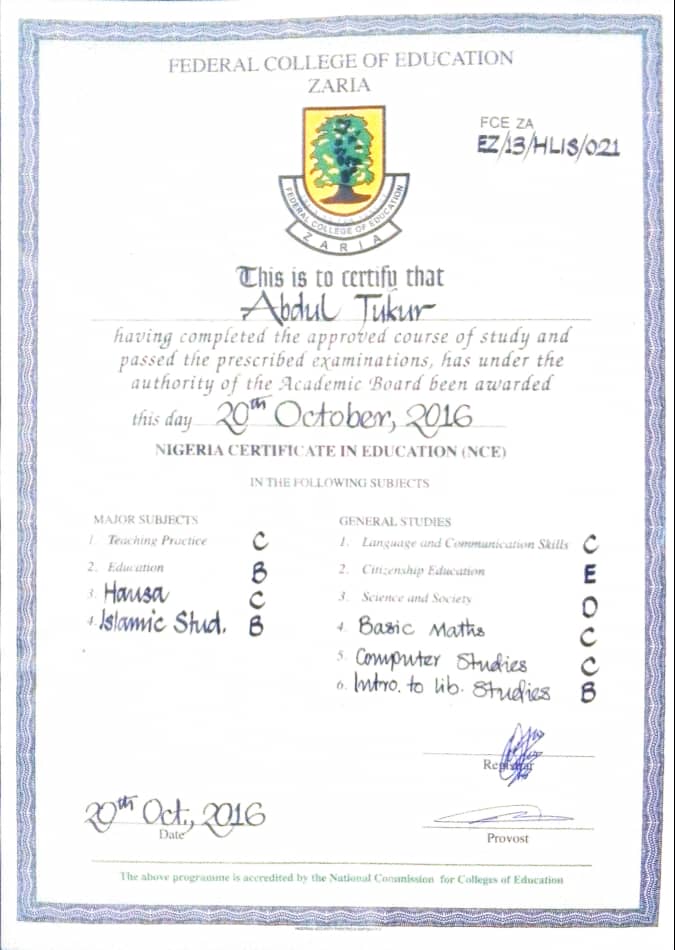 FEDERAL COLLEGE OF EDUCATION
ZARIA
FCE ZA
EZ/13/HLIS/021
FEDERAL COLLEGE OF EDUCATION
ZARIA
This is to certify that
Abdul Tukur
having completed the approved course of study and
passed the prescribed examinations, has under the
authority of the Academic Board been awarded
this day 20th October, 2016
NIGERIA CERTIFICATE IN EDUCATION (NCE)
IN THE FOLLOWING SUBJECTS
MAJOR SUBJECTS
1. Teaching Practice C
2. Education B
3. Hausa C
4. Islamic Stud. B
GENERAL STUDIES
1. Language and Communication Skills C
2. Citizenship Education E
3. Science and Society D
4. Basic Maths C
5. Computer Studies C
6. Intro. to lib. Studies B
Registrar
20th Oct, 2016
Date
Provost
The above programme is accredited by the National Commission for Colleges of Education